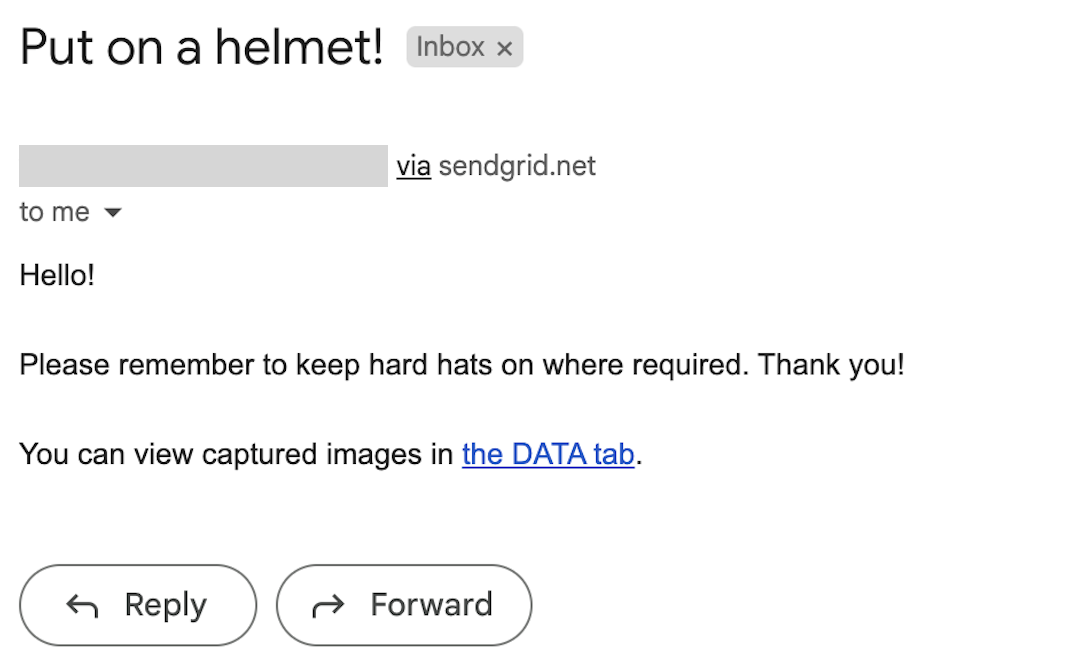 Put on a helmet! Inbox ×
via sendgrid.net
to me
Hello!
Please remember to keep hard hats on where required. Thank you!
You can view captured images in the DATA tab.
Reply Forward